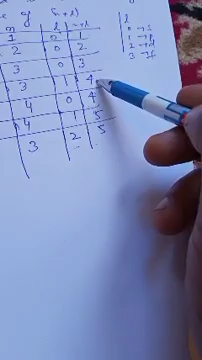 n l n+l
1 0 1
2 0 2
3 0 3
3 1 4
4 0 4
4 1 5
3 2 5
l
0 → s
1 → p
2 → d
3 → f